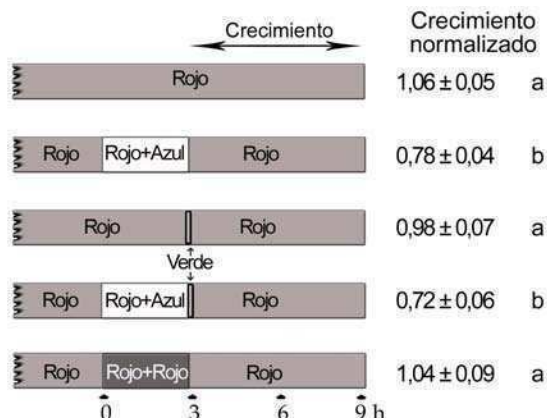 Crecimiento
Crecimiento
normalizado
Rojo
1,06 ± 0,05 a
Rojo Rojo+Azul Rojo
0,78 ± 0,04 b
Rojo Rojo
0,98 ± 0,07 a
Verde
Rojo Rojo+Azul Rojo
0,72 ± 0,06 b
Rojo Rojo+Rojo Rojo
1,04 ± 0,09 a
0 3 6 9 h